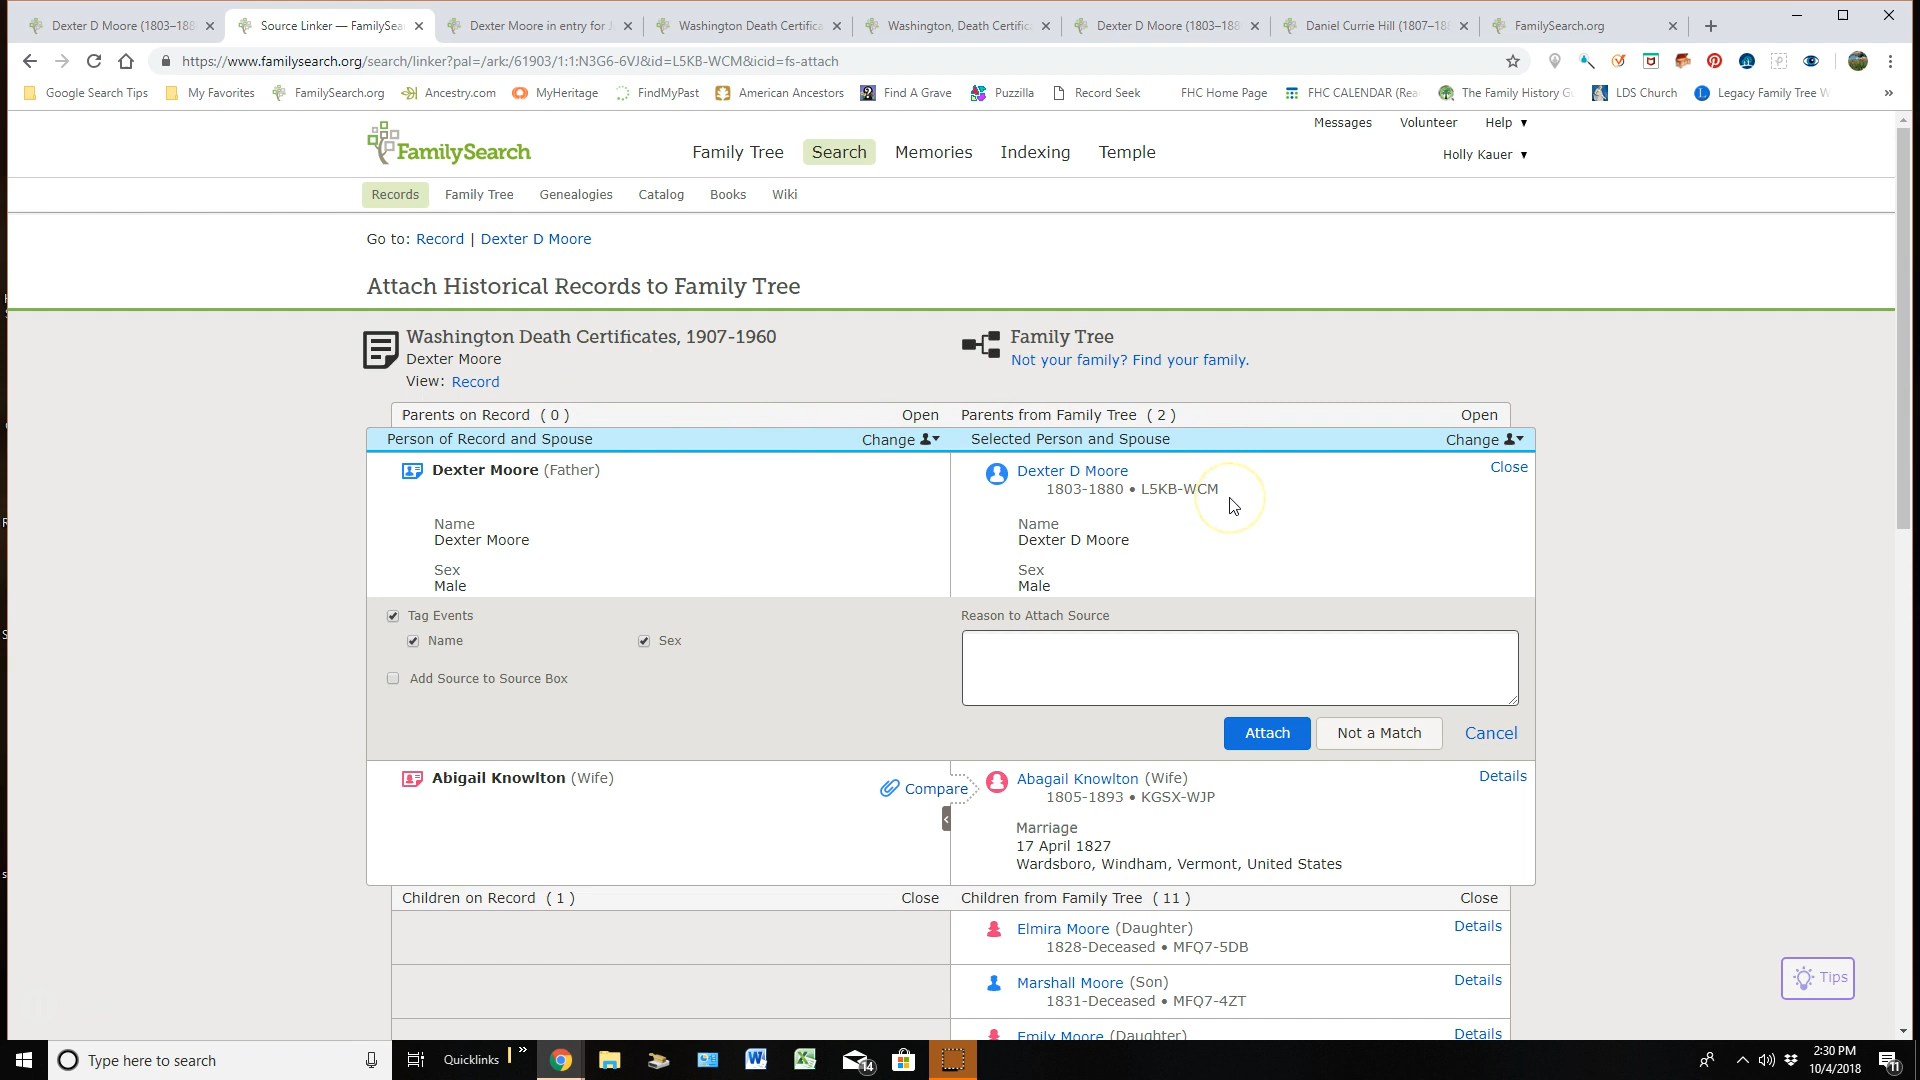 Dexter D Moore (1803–188
Source Linker — FamilySear
Dexter Moore in entry for J
Washington Death Certifica
Washington, Death Certifica
Dexter D Moore (1803–188
Daniel Currie Hill (1807–188
FamilySearch.org
https://www.familysearch.org/search/linker?pal=/ark:/61903/1:1:N3G6-6VJ&id=L5KB-WCM&icid=fs-attach
Google Search Tips
My Favorites
FamilySearch.org
Ancestry.com
MyHeritage
FindMyPast
American Ancestors
Find A Grave
Puzzilla
Record Seek
FHC Home Page
FHC CALENDAR (Rea
The Family History G
LDS Church
Legacy Family Tree W
»
Messages Volunteer Help ▼
FamilySearch
Family Tree Search Memories Indexing Temple
Holly Kauer ▼
Records Family Tree Genealogies Catalog Books Wiki
Go to: Record | Dexter D Moore
Attach Historical Records to Family Tree
Washington Death Certificates, 1907-1960
Dexter Moore
View: Record
Family Tree
Not your family? Find your family.
Parents on Record ( 0 ) Open
Parents from Family Tree ( 2 ) Open
Person of Record and Spouse Change
Selected Person and Spouse Change
Dexter Moore (Father)
Dexter D Moore
Close
1803-1880 • L5KB-WCM
Name
Dexter Moore
Name
Dexter D Moore
Sex
Male
Sex
Male
Tag Events
Name
Sex
Add Source to Source Box
Reason to Attach Source
Attach
Not a Match
Cancel
Abigail Knowlton (Wife)
Compare
Abagail Knowlton (Wife)
Details
1805-1893 • KGSX-WJP
Marriage
17 April 1827
Wardsboro, Windham, Vermont, United States
Children on Record ( 1 ) Close
Children from Family Tree ( 11 ) Close
Elmira Moore (Daughter)
Details
1828-Deceased • MFQ7-5DB
Marshall Moore (Son)
Details
1831-Deceased • MFQ7-4ZT
Emily Moore (Daughter)
Details
Tips
Type here to search
Quicklinks
»
14
2:30 PM
10/4/2018
11